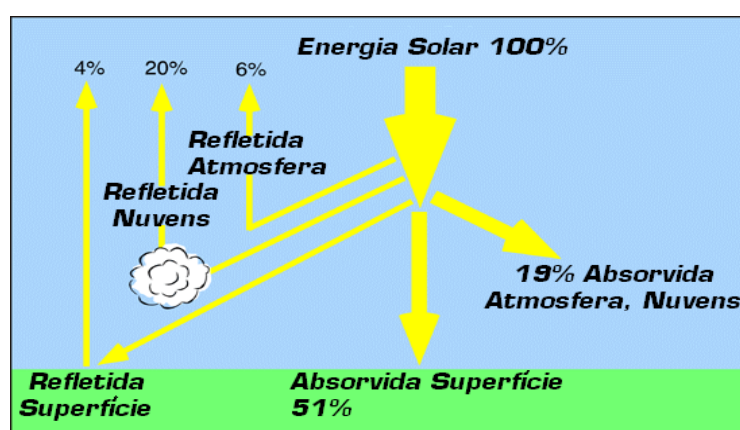 Energia Solar 100%
4%
20%
6%
Refletida
Atmosfera
Refletida
Nuvens
19% Absorvida
Atmosfera, Nuvens
Refletida
Superfície
Absorvida Superfície
51%